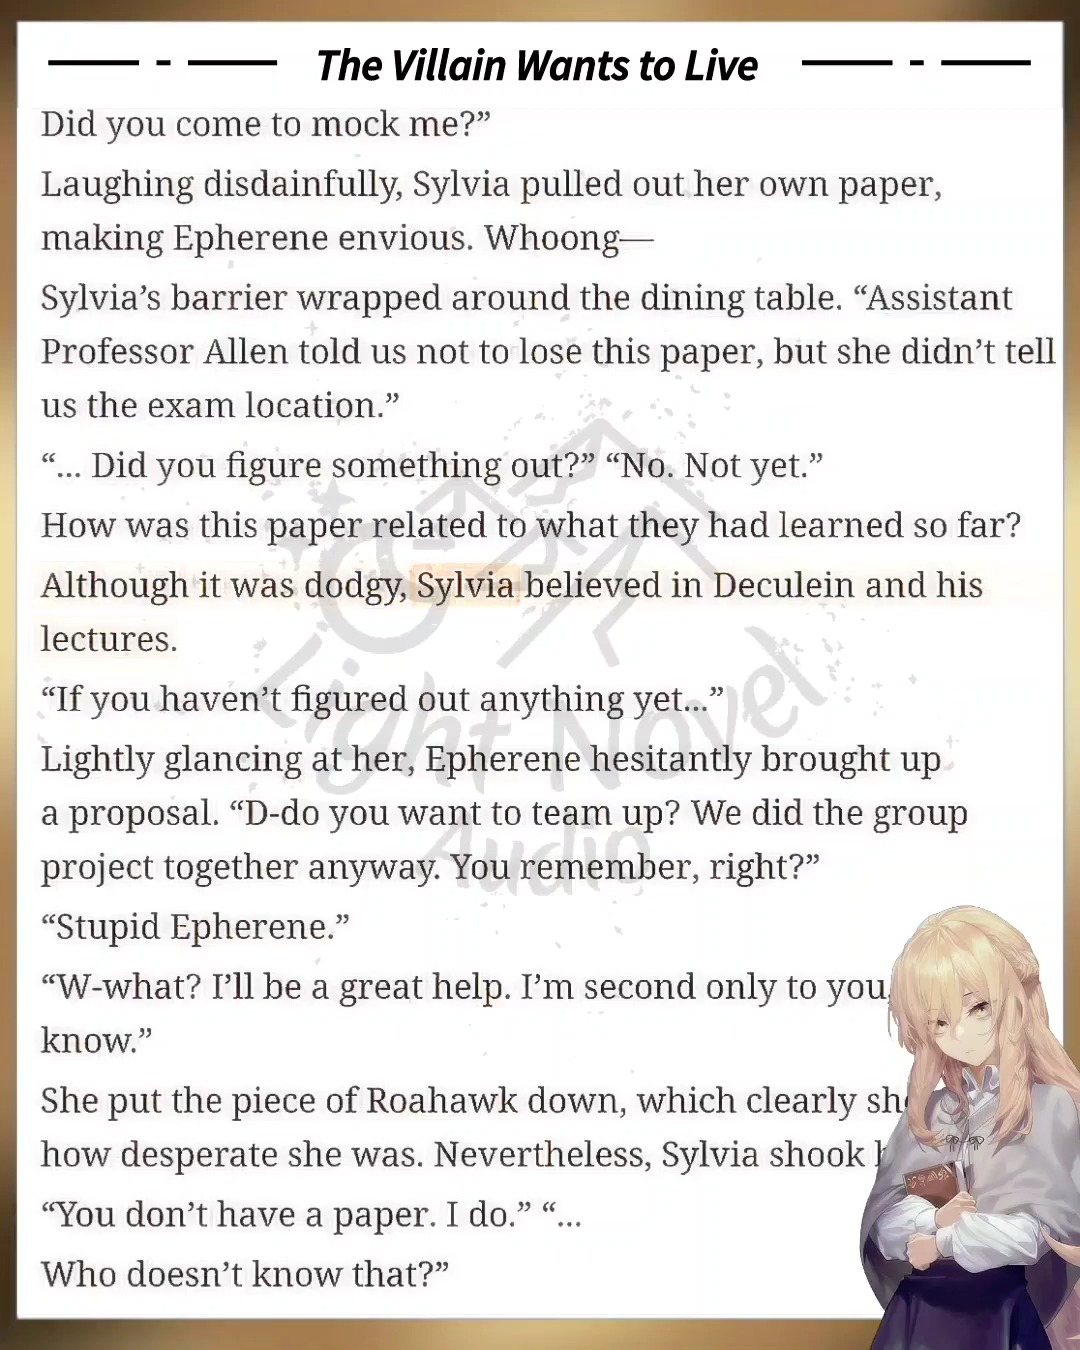 The Villain Wants to Live
Did you come to mock me?”
Laughing disdainfully, Sylvia pulled out her own paper,
making Epherene envious. Whoong—
Sylvia’s barrier wrapped around the dining table. “Assistant
Professor Allen told us not to lose this paper, but she didn’t tell
us the exam location.”
“... Did you figure something out?” “No. Not yet.”
How was this paper related to what they had learned so far?
Although it was dodgy, Sylvia believed in Deculein and his
lectures.
“If you haven’t figured out anything yet...”
Lightly glancing at her, Epherene hesitantly brought up
a proposal. “D-do you want to team up? We did the group
project together anyway. You remember, right?”
“Stupid Epherene.”
“W-what? I’ll be a great help. I’m second only to you,
know.”
She put the piece of Roahawk down, which clearly
how desperate she was. Nevertheless, Sylvia shook
“You don’t have a paper. I do.” “...
Who doesn’t know that?”
Light Novel
Audio